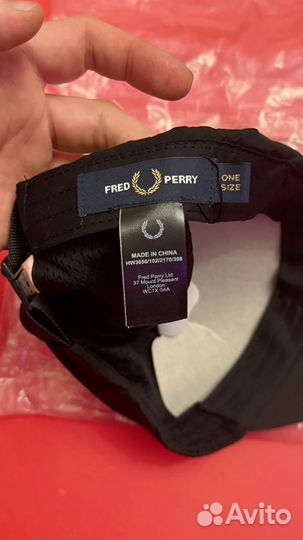 FRED PERRY
ONE
SIZE
MADE IN CHINA
HW3650/102/2170/398
Fred Perry Ltd
37 Mount Pleasant
London
WC1X 0AA
Avito